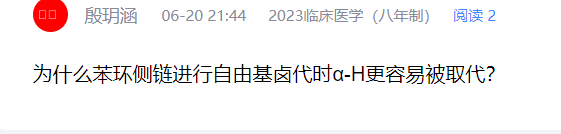 殷玥涵 06-20 21:44 2023临床医学（八年制） 阅读 2
为什么苯环侧链进行自由基卤代时α-H更容易被取代？